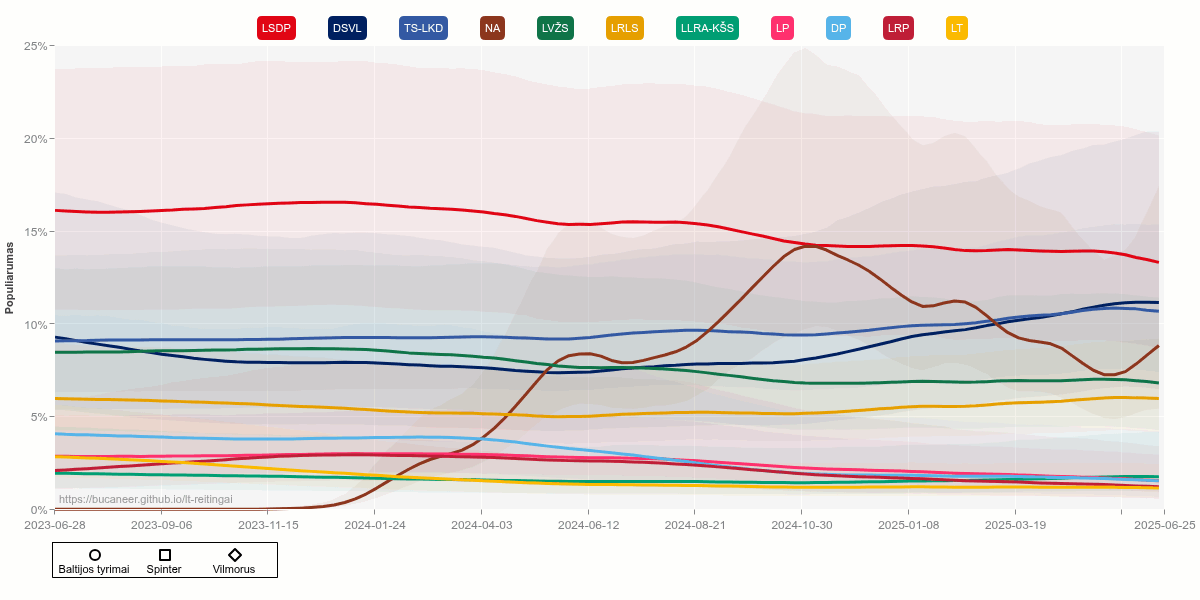 LSDP DSVL TS-LKD NA LVŽS LRLS LLRA-KŠS LP DP LRP LT
25%
20%
15%
10%
5%
0%
Populiarumas
https://bucaneer.github.io/lt-reitingai
2023-06-28 2023-09-06 2023-11-15 2024-01-24 2024-04-03 2024-06-12 2024-08-21 2024-10-30 2025-01-08 2025-03-19 2025-06-25
Baltijos tyrimai Spinter Vilmorus